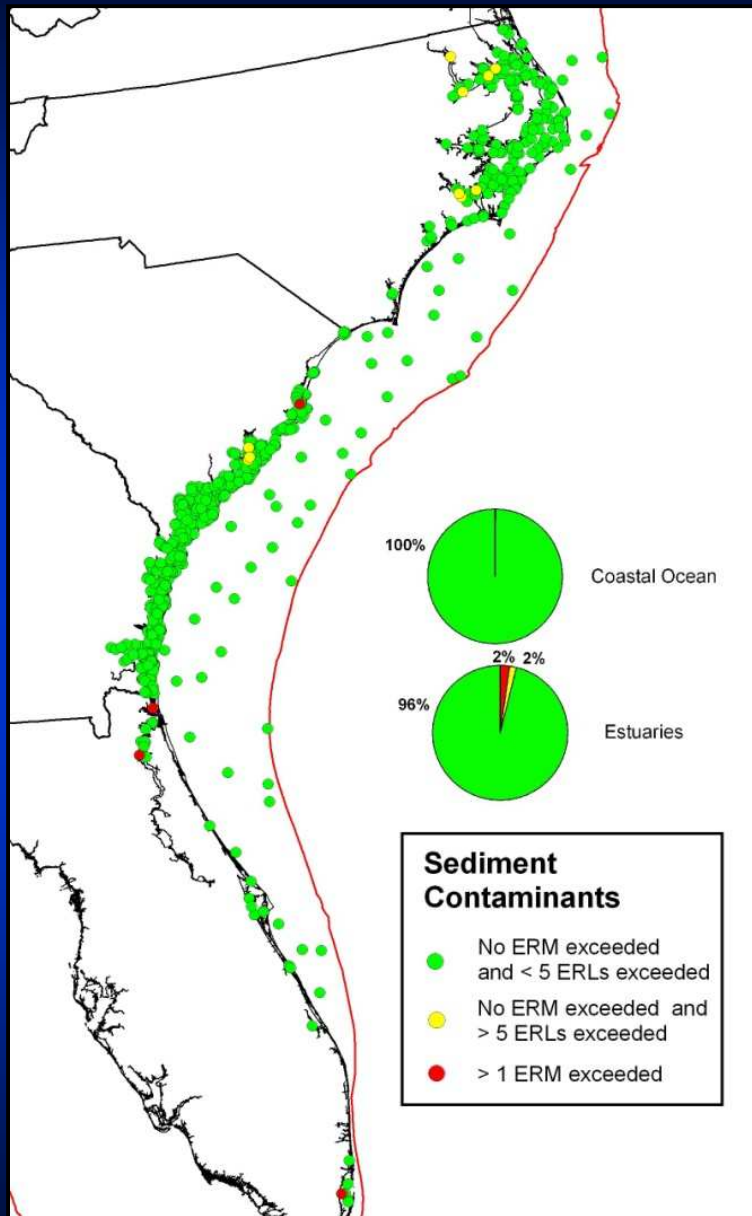 100%
Coastal Ocean
2% 2%
96%
Estuaries
Sediment
Contaminants
No ERM exceeded
and < 5 ERLs exceeded
No ERM exceeded and
> 5 ERLs exceeded
> 1 ERM exceeded